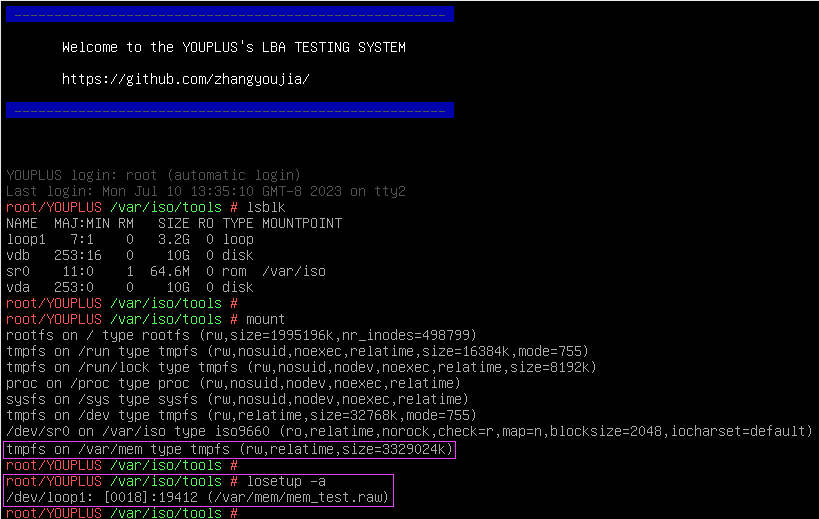 -------------------------------------------------------
Welcome to the YOUPLUS's LBA TESTING SYSTEM
https://github.com/zhangyoujia/
-------------------------------------------------------
YOUPLUS login: root (automatic login)
Last login: Mon Jul 10 13:35:10 GMT-8 2023 on tty2
root/YOUPLUS /var/iso/tools # lsblk
NAME  MAJ:MIN RM   SIZE RO TYPE MOUNTPOINT
loop1   7:1    0   3.2G  0 loop
vdb   253:16   0    10G  0 disk
sr0    11:0    1  64.6M  0 rom  /var/iso
vda   253:0    0    10G  0 disk
root/YOUPLUS /var/iso/tools #
root/YOUPLUS /var/iso/tools # mount
rootfs on / type rootfs (rw,size=1995196k,nr_inodes=498799)
tmpfs on /run type tmpfs (rw,nosuid,noexec,relatime,size=16384k,mode=755)
tmpfs on /run/lock type tmpfs (rw,nosuid,nodev,noexec,relatime,size=8192k)
proc on /proc type proc (rw,nosuid,nodev,noexec,relatime)
sysfs on /sys type sysfs (rw,nosuid,nodev,noexec,relatime)
tmpfs on /dev type tmpfs (rw,relatime,size=32768k,mode=755)
/dev/sr0 on /var/iso type iso9660 (ro,relatime,norock,check=r,map=n,blocksize=2048,iocharset=default)
tmpfs on /var/mem type tmpfs (rw,relatime,size=3329024k)
root/YOUPLUS /var/iso/tools #
root/YOUPLUS /var/iso/tools # losetup -a
/dev/loop1: [0018]:19412 (/var/mem/mem_test.raw)
root/YOUPLUS /var/iso/tools #